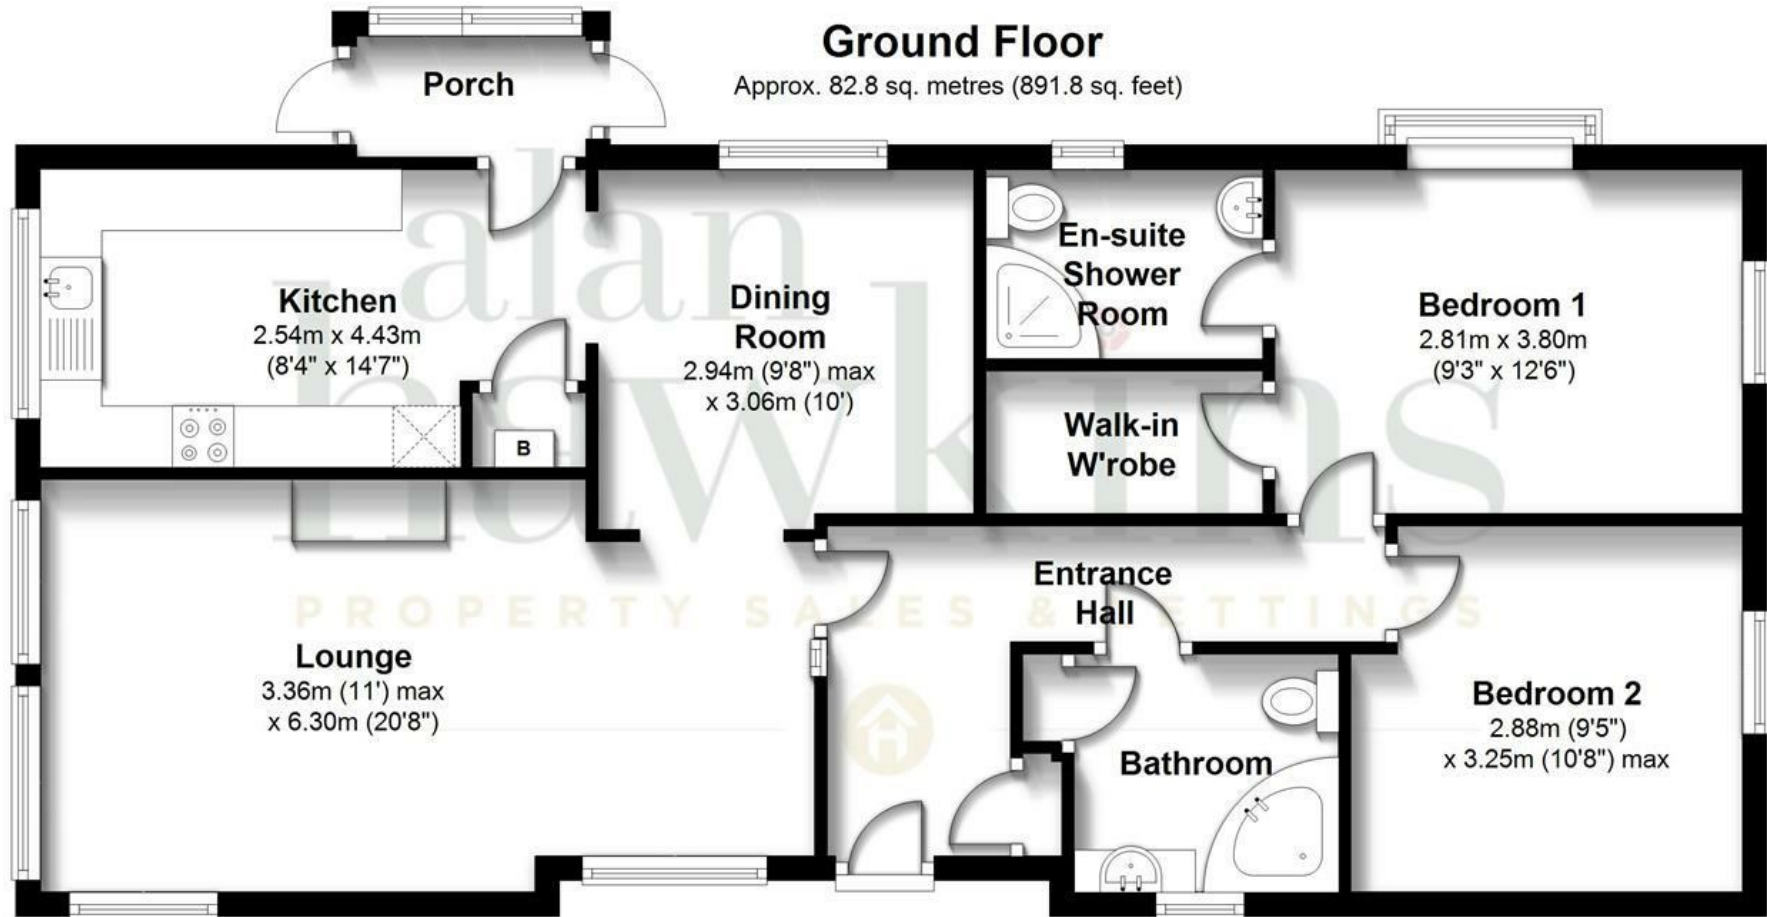 Ground Floor
Approx. 82.8 sq. metres (891.8 sq. feet)
Porch
Kitchen
2.54m x 4.43m
(8'4" x 14'7")
B
Dining
Room
2.94m (9'8") max
x 3.06m (10')
En-suite
Shower
Room
Walk-in
W'robe
Bedroom 1
2.81m x 3.80m
(9'3" x 12'6")
Entrance
Hall
Lounge
3.36m (11') max
x 6.30m (20'8")
Bathroom
Bedroom 2
2.88m (9'5")
x 3.25m (10'8") max
alan
hawkins
PROPERTY SALES & LETTINGS